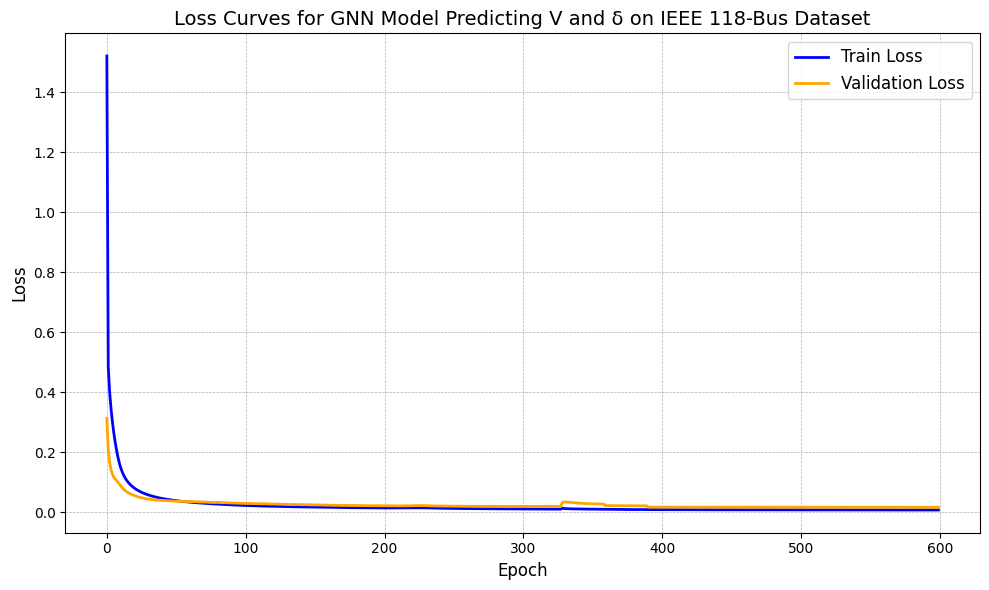 Loss Curves for GNN Model Predicting V and δ on IEEE 118-Bus Dataset
Train Loss
Validation Loss
Loss
1.4
1.2
1.0
0.8
0.6
0.4
0.2
0.0
0 100 200 300 400 500 600
Epoch